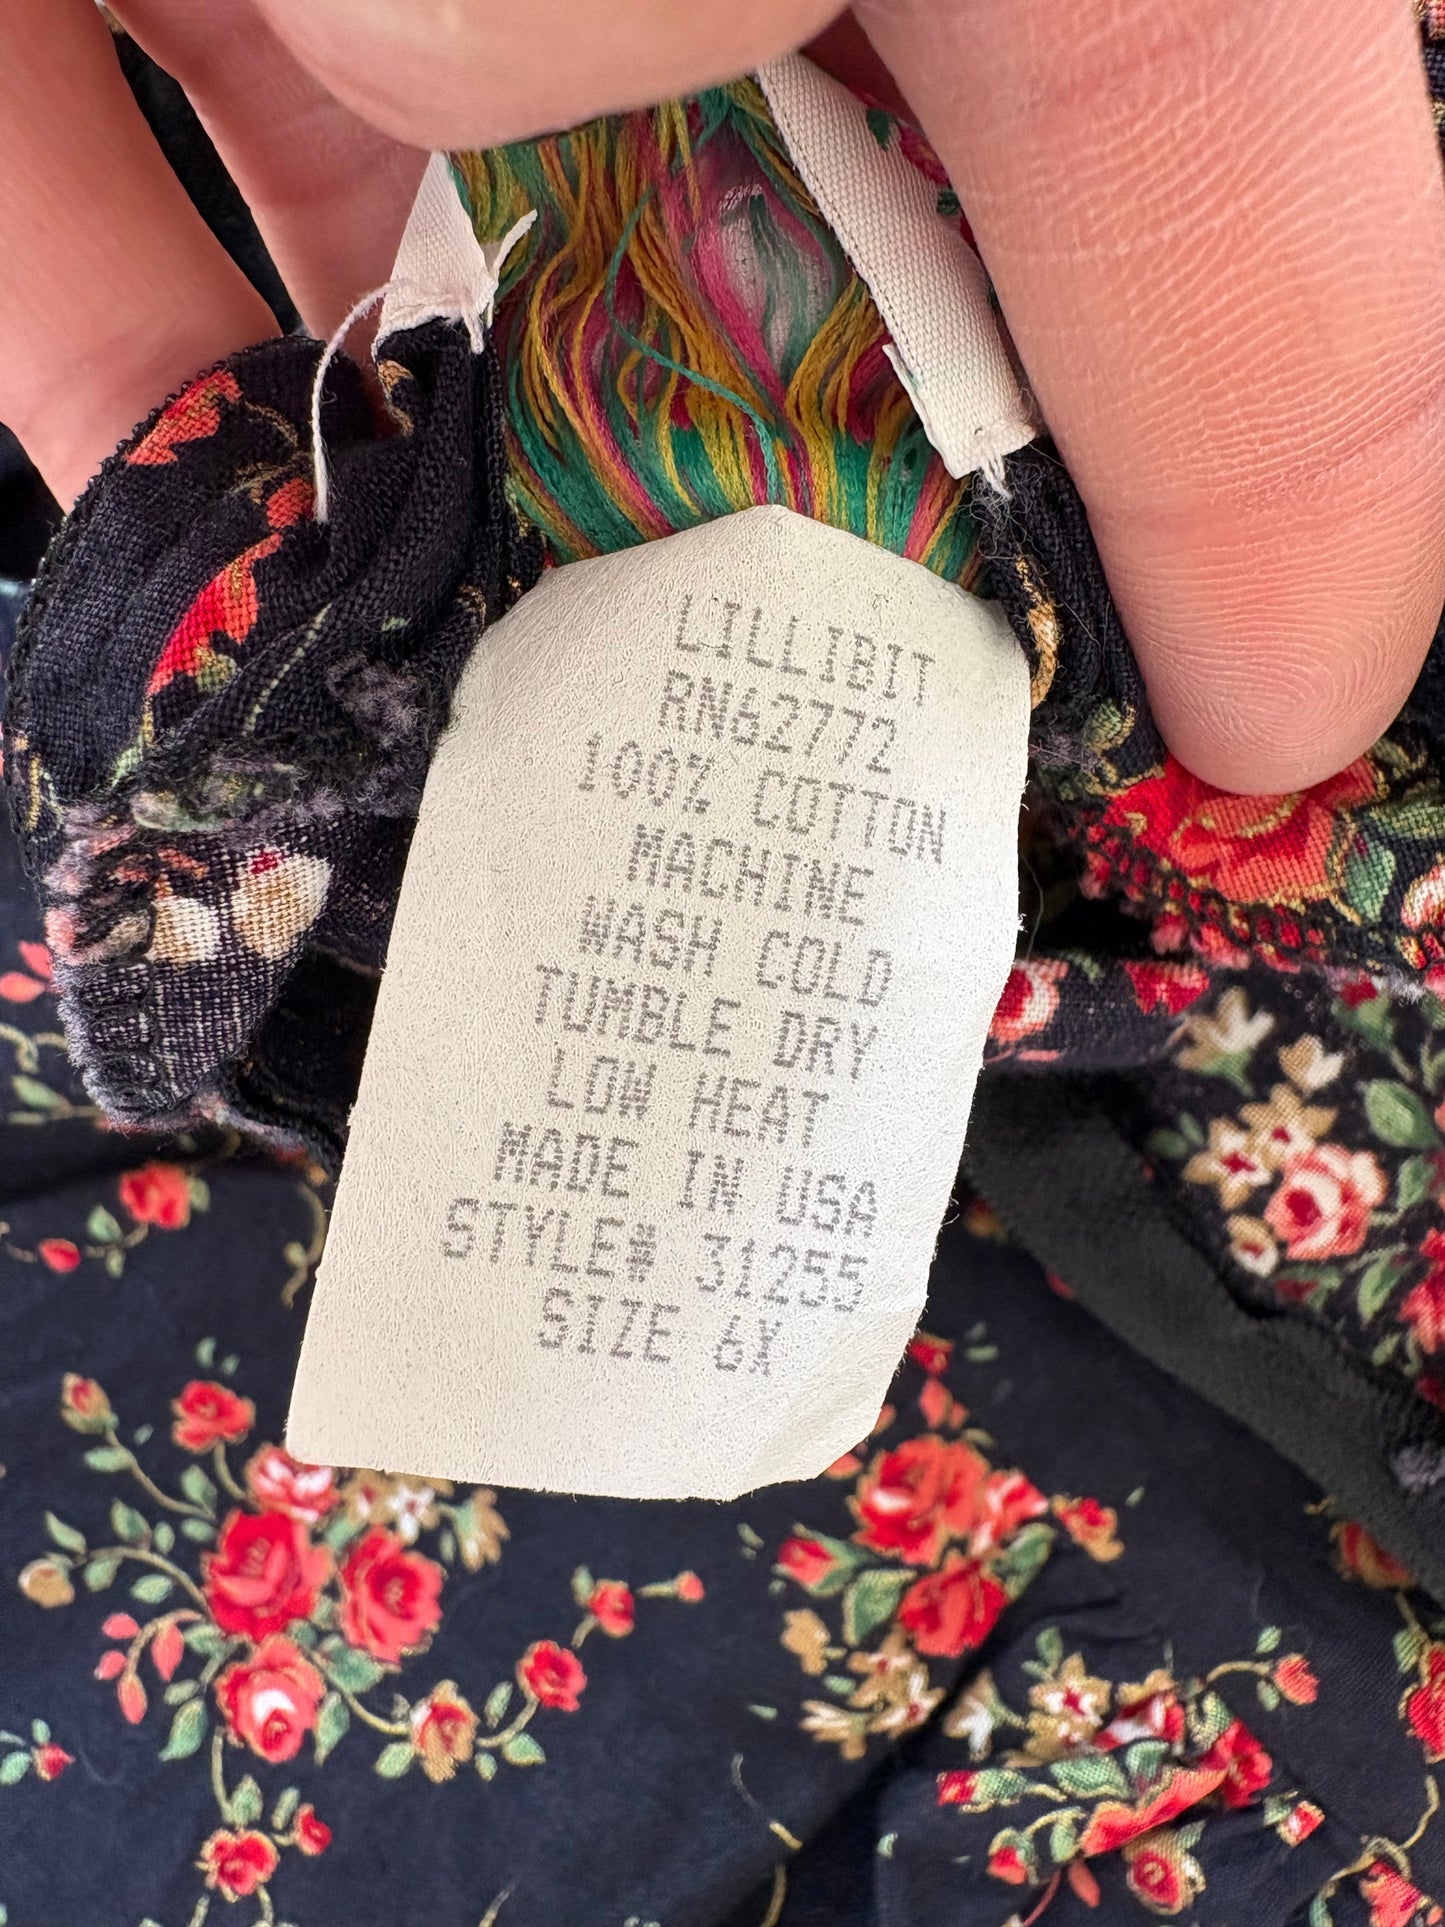 LILLIBIT
RN62772
100% COTTON
MACHINE
WASH COLD
TUMBLE DRY
LOW HEAT
MADE IN USA
STYLE# 31255
SIZE 6X